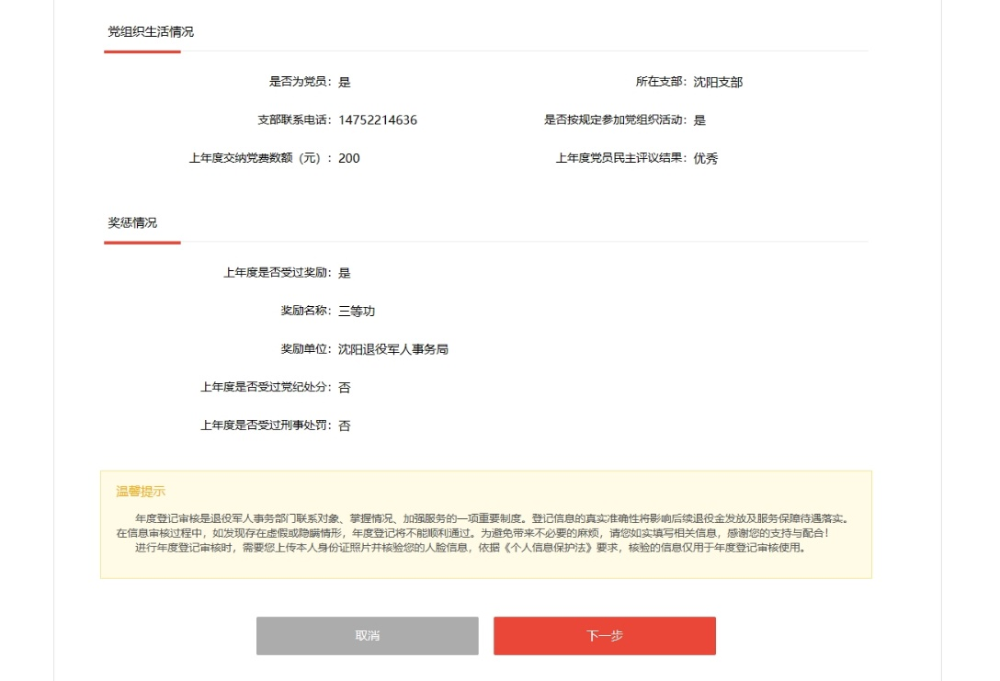 党组织生活情况
是否为党员：是 所在支部：沈阳支部
支部联系电话：14752214636 是否按规定参加党组织活动：是
上年度交纳党费数额（元）：200 上年度党员民主评议结果：优秀
奖惩情况
上年度是否受过奖励：是
奖励名称：三等功
奖励单位：沈阳退役军人事务局
上年度是否受过党纪处分：否
上年度是否受过刑事处罚：否
温馨提示
年度登记审核是退役军人事务部门联系对象、掌握情况、加强服务的一项重要制度。登记信息的真实准确性将影响后续退役金发放及服务保障待遇落实。
在信息审核过程中，如发现存在虚假或隐瞒情形，年度登记将不能顺利通过。为避免带来不必要的麻烦，请您如实填写相关信息，感谢您的支持与配合！
进行年度登记审核时，需要您上传本人身份证照片并核验您的人脸信息，依据《个人信息保护法》要求，核验的信息仅用于年度登记审核使用。
取消 下一步